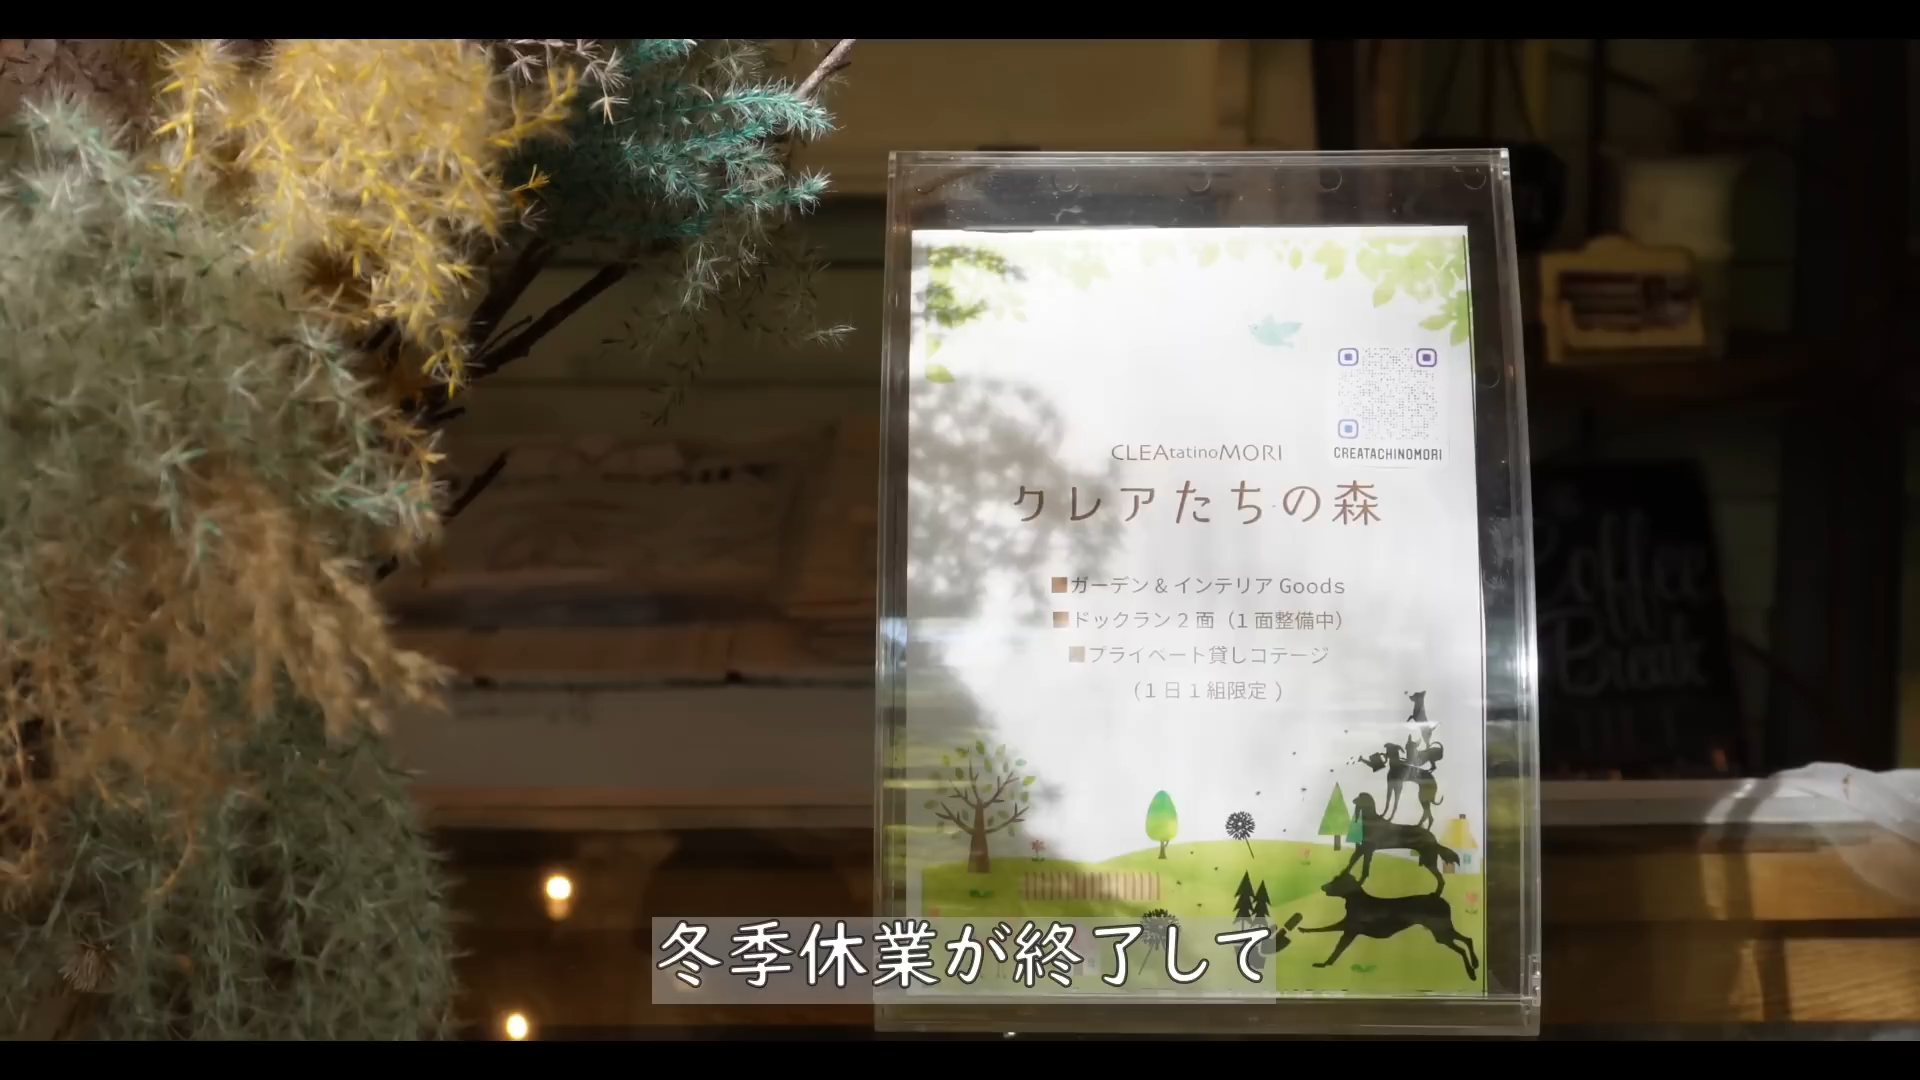 CREATACHINOMORI
CLEAtatinoMORI
クレアたちの森
■ガーデン&インテリア Goods
■ドックラン2面(1面整備中)
■プライベート貸しコテージ
(1日1組限定)
Coffee
Break
冬季休業が終了して